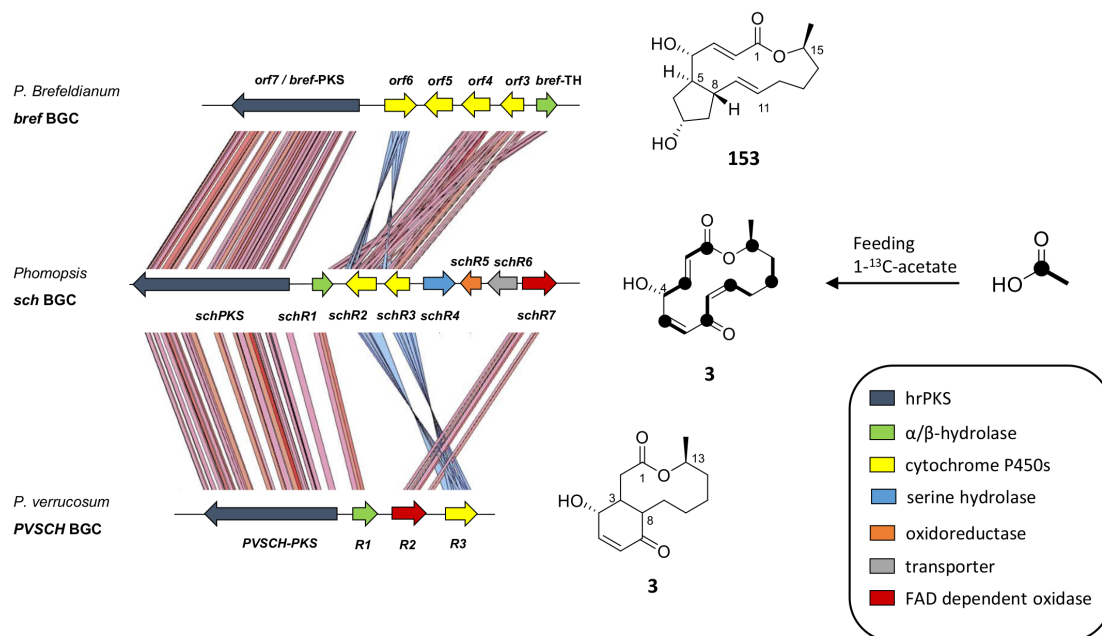 orf7 / bref-PKS
orf6
orf5
orf4
orf3
bref-TH
P. Brefeldianum
bref BGC
HO
O
O
1
15
H
5
8
11
H
HO
153
Phomopsis
sch BGC
schR5
schR6
schPKS
schR1
schR2
schR3
schR4
schR7
O
O
HO
4
O
3
Feeding
1-¹³C-acetate
O
HO
P. verrucosum
PVSCH BGC
PVSCH-PKS
R1
R2
R3
O
O
1
13
HO
3
8
O
3
hrPKS
α/β-hydrolase
cytochrome P450s
serine hydrolase
oxidoreductase
transporter
FAD dependent oxidase